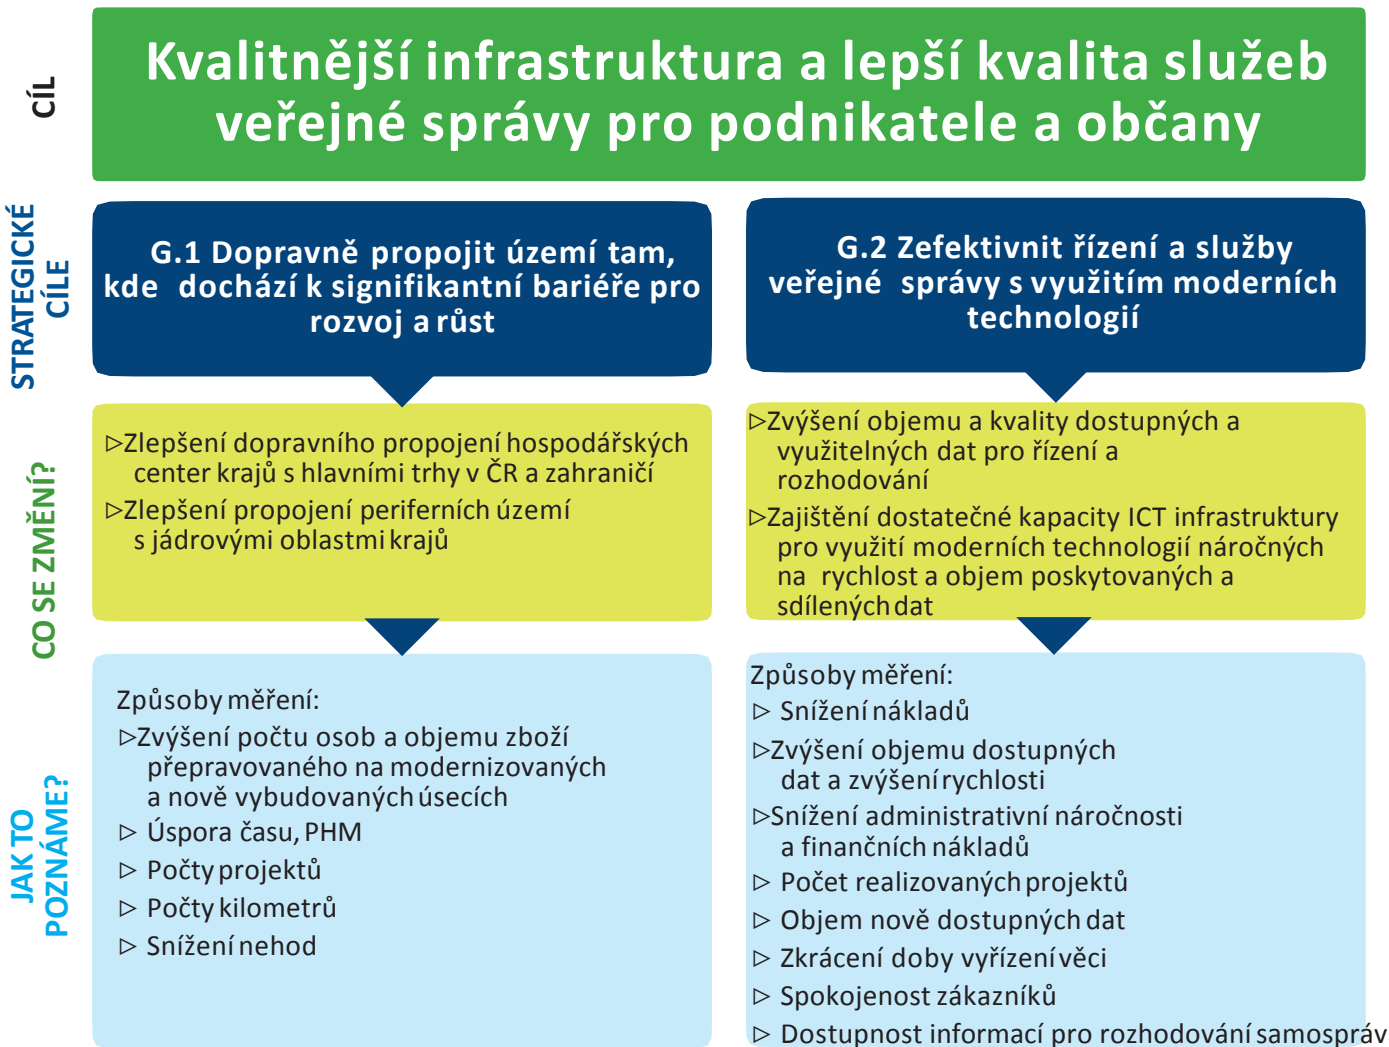 CÍL
Kvalitnější infrastruktura a lepší kvalita služeb
veřejné správy pro podnikatele a občany
STRATEGICKÉ
CÍLE
G.1 Dopravně propojit území tam,
kde dochází k signifikantní bariéře pro
rozvoj a růst
G.2 Zefektivnit řízení a služby
veřejné správy s využitím moderních
technologií
CO SE ZMĚNÍ?
▷Zlepšení dopravního propojení hospodářských
center krajů s hlavními trhy v ČR a zahraničí
▷Zlepšení propojení periferních území
s jádrovými oblastmi krajů
▷Zvýšení objemu a kvality dostupných a
využitelných dat pro řízení a
rozhodování
▷Zajištění dostatečné kapacity ICT infrastruktury
pro využití moderních technologií náročných
na rychlost a objem poskytovaných a
sdílených dat
JAK TO
POZNÁME?
Způsoby měření:
▷Zvýšení počtu osob a objemu zboží
přepravovaného na modernizovaných
a nově vybudovaných úsecích
▷ Úspora času, PHM
▷ Počty projektů
▷ Počty kilometrů
▷ Snížení nehod
Způsoby měření:
▷ Snížení nákladů
▷Zvýšení objemu dostupných
dat a zvýšení rychlosti
▷Snížení administrativní náročnosti
a finančních nákladů
▷ Počet realizovaných projektů
▷ Objem nově dostupných dat
▷ Zkrácení doby vyřízení věci
▷ Spokojenost zákazníků
▷ Dostupnost informací pro rozhodování samospráv